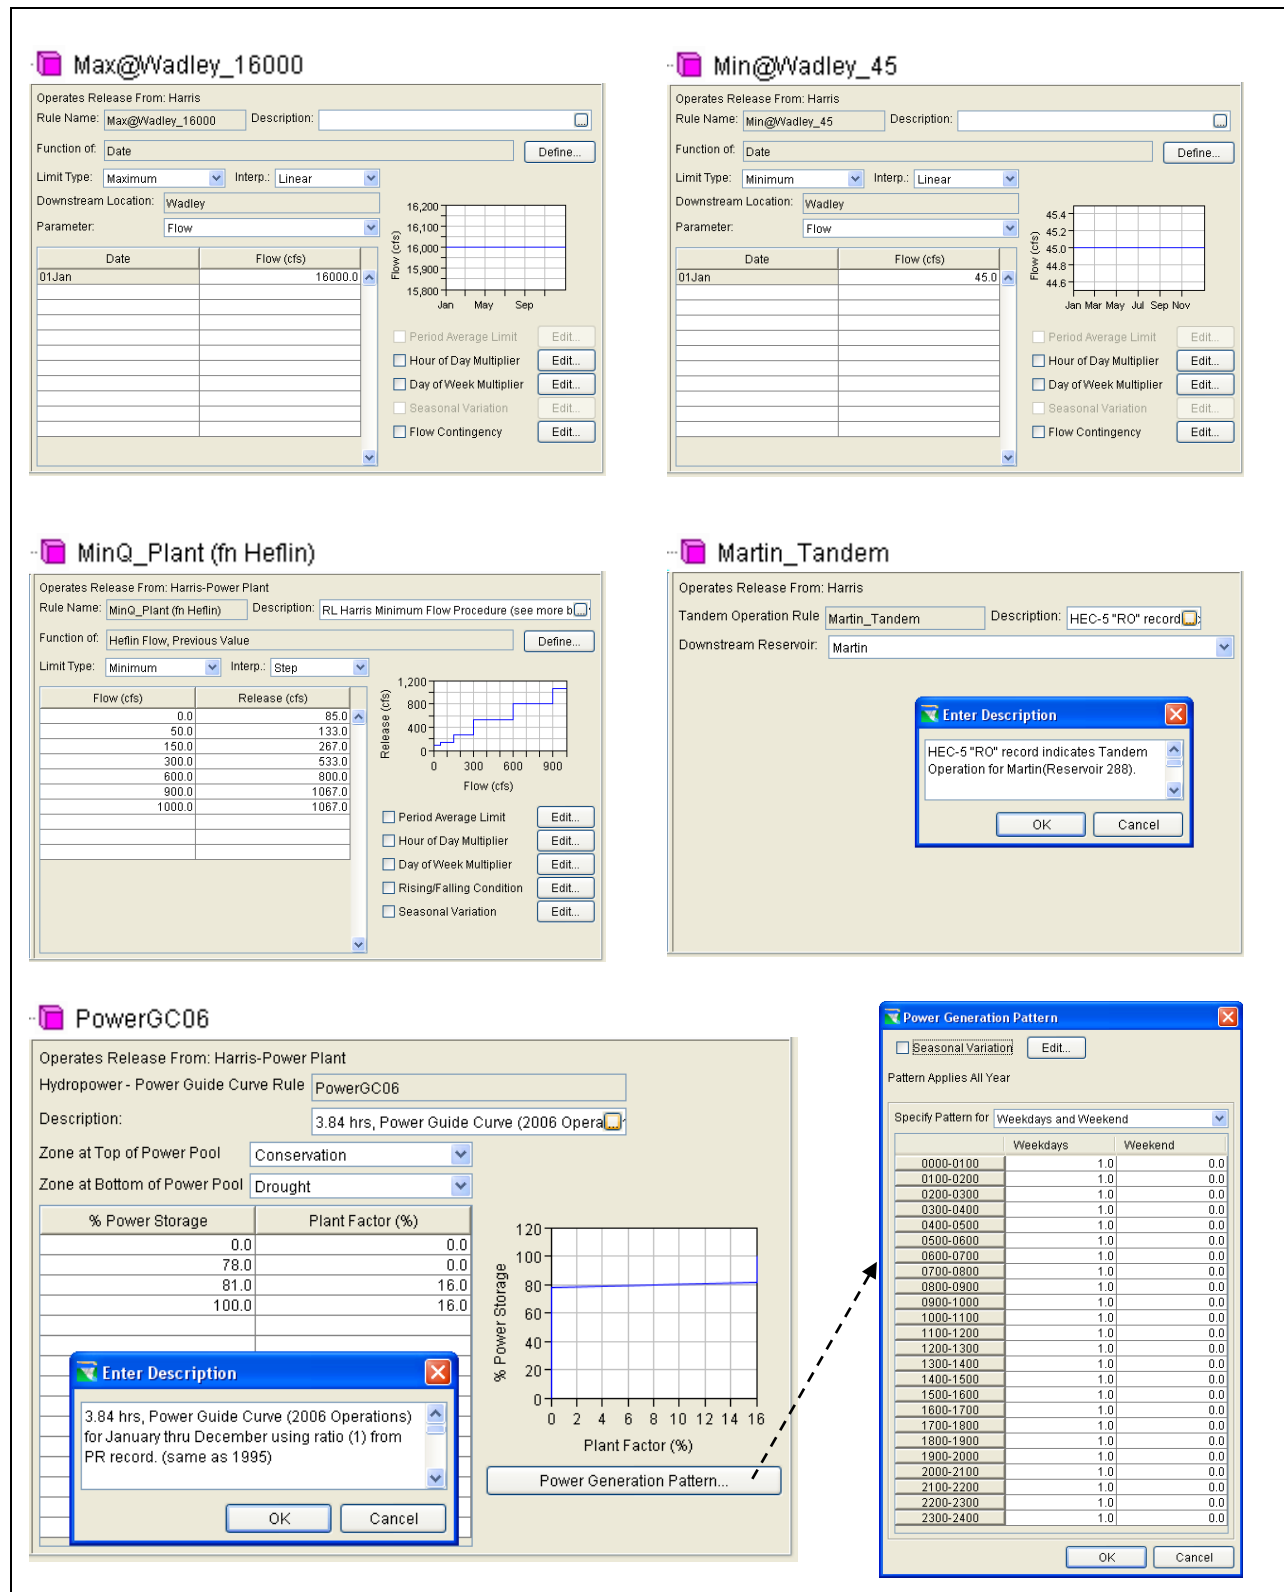 Max@Wadley_16000
Operates Release From: Harris
Rule Name: Max@Wadley_16000 Description: ...
Function of: Date Define...
Limit Type: Maximum Interp.: Linear
Downstream Location: Wadley
Parameter: Flow
Date Flow (cfs)
01Jan 16000.0
Flow (cfs)
16,200
16,100
16,000
15,900
15,800
Jan May Sep
Period Average Limit Edit...
Hour of Day Multiplier Edit...
Day of Week Multiplier Edit...
Seasonal Variation Edit...
Flow Contingency Edit...
Min@Wadley_45
Operates Release From: Harris
Rule Name: Min@Wadley_45 Description: ...
Function of: Date Define...
Limit Type: Minimum Interp.: Linear
Downstream Location: Wadley
Parameter: Flow
Date Flow (cfs)
01Jan 45.0
Flow (cfs)
45.4
45.2
45.0
44.8
44.6
Jan Mar May Jul Sep Nov
Period Average Limit Edit...
Hour of Day Multiplier Edit...
Day of Week Multiplier Edit...
Seasonal Variation Edit...
Flow Contingency Edit...
MinQ_Plant (fn Heflin)
Operates Release From: Harris-Power Plant
Rule Name: MinQ_Plant (fn Heflin) Description: RL Harris Minimum Flow Procedure (see more b ...
Function of: Heflin Flow, Previous Value Define...
Limit Type: Minimum Interp.: Step
Flow (cfs) Release (cfs)
0.0 85.0
50.0 133.0
150.0 267.0
300.0 533.0
600.0 800.0
900.0 1067.0
1000.0 1067.0
Release (cfs)
1,200
800
400
0
0 300 600 900
Flow (cfs)
Period Average Limit Edit...
Hour of Day Multiplier Edit...
Day of Week Multiplier Edit...
Rising/Falling Condition Edit...
Seasonal Variation Edit...
Martin_Tandem
Operates Release From: Harris
Tandem Operation Rule Martin_Tandem Description: HEC-5 "RO" record ...
Downstream Reservoir: Martin
Enter Description
HEC-5 "RO" record indicates Tandem
Operation for Martin(Reservoir 288).
OK Cancel
PowerGC06
Operates Release From: Harris-Power Plant
Hydropower - Power Guide Curve Rule PowerGC06
Description: 3.84 hrs, Power Guide Curve (2006 Opera ...
Zone at Top of Power Pool Conservation
Zone at Bottom of Power Pool Drought
% Power Storage Plant Factor (%)
0.0 0.0
78.0 0.0
81.0 16.0
100.0 16.0
Enter Description
3.84 hrs, Power Guide Curve (2006 Operations)
for January thru December using ratio (1) from
PR record. (same as 1995)
OK Cancel
% Power Storage
120
100
80
60
40
20
0
0 2 4 6 8 10 12 14 16
Plant Factor (%)
Power Generation Pattern...
Power Generation Pattern
Seasonal Variation Edit...
Pattern Applies All Year
Specify Pattern for Weekdays and Weekend
Weekdays Weekend
0000-0100 1.0 0.0
0100-0200 1.0 0.0
0200-0300 1.0 0.0
0300-0400 1.0 0.0
0400-0500 1.0 0.0
0500-0600 1.0 0.0
0600-0700 1.0 0.0
0700-0800 1.0 0.0
0800-0900 1.0 0.0
0900-1000 1.0 0.0
1000-1100 1.0 0.0
1100-1200 1.0 0.0
1200-1300 1.0 0.0
1300-1400 1.0 0.0
1400-1500 1.0 0.0
1500-1600 1.0 0.0
1600-1700 1.0 0.0
1700-1800 1.0 0.0
1800-1900 1.0 0.0
1900-2000 1.0 0.0
2000-2100 1.0 0.0
2100-2200 1.0 0.0
2200-2300 1.0 0.0
2300-2400 1.0 0.0
OK Cancel